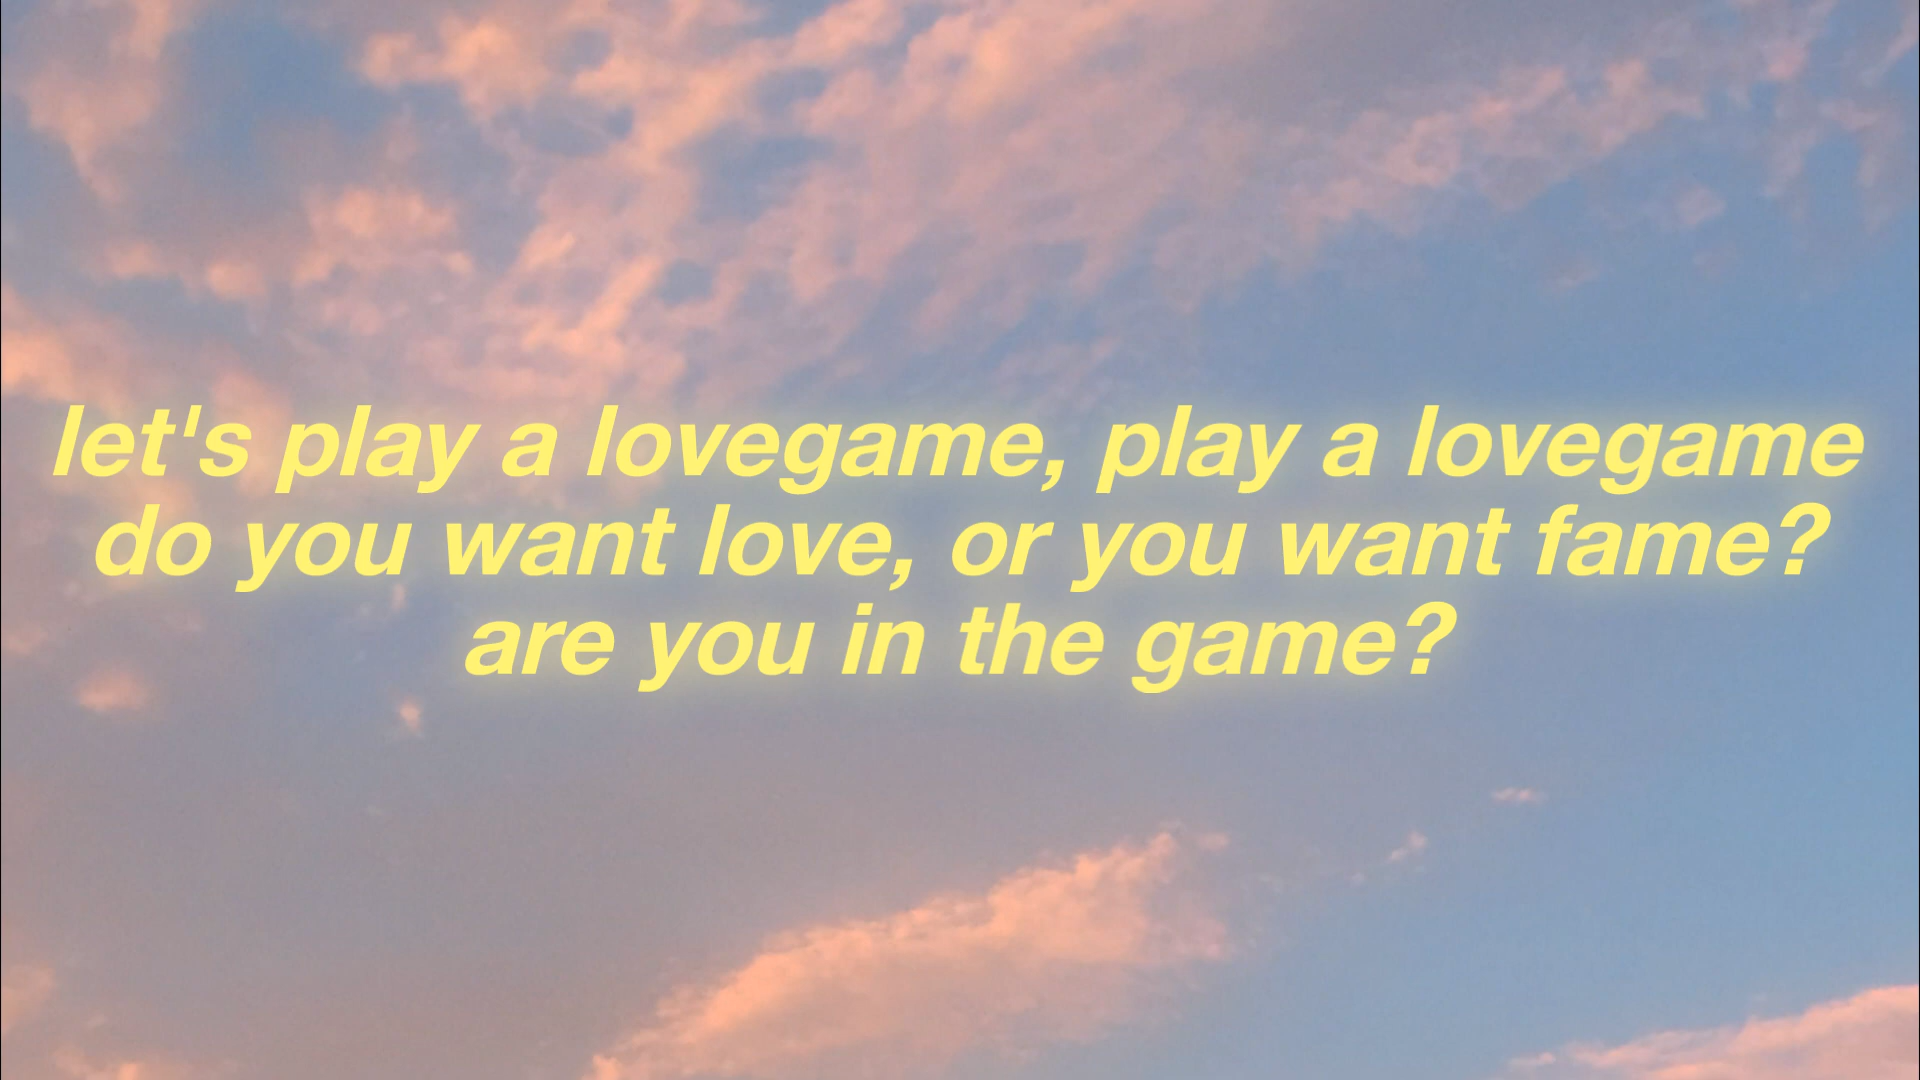 let's play a lovegame, play a lovegame
do you want love, or you want fame?
are you in the game?